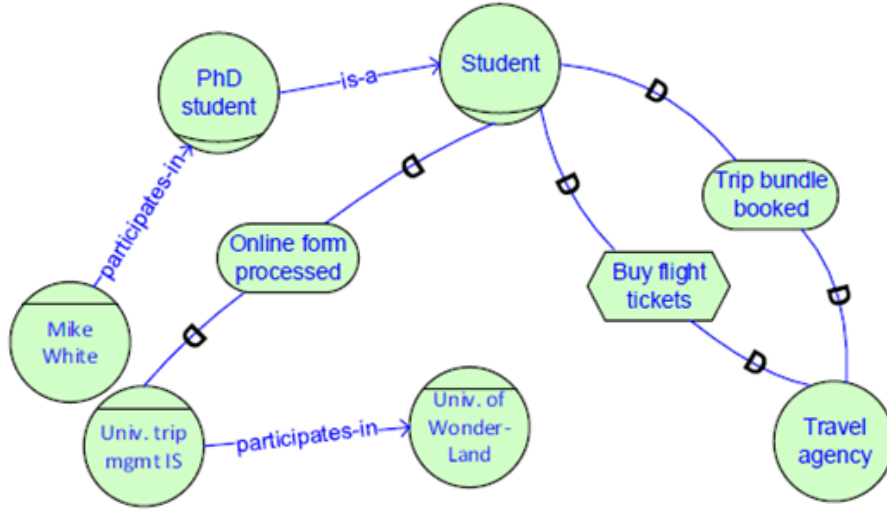 PhD
student
is-a
Student
D
Trip bundle
booked
D
D
participates-in
Online form
processed
Buy flight
tickets
D
D
D
Mike
White
Univ. trip
mgmt IS
participates-in
Univ. of
Wonder-
Land
Travel
agency